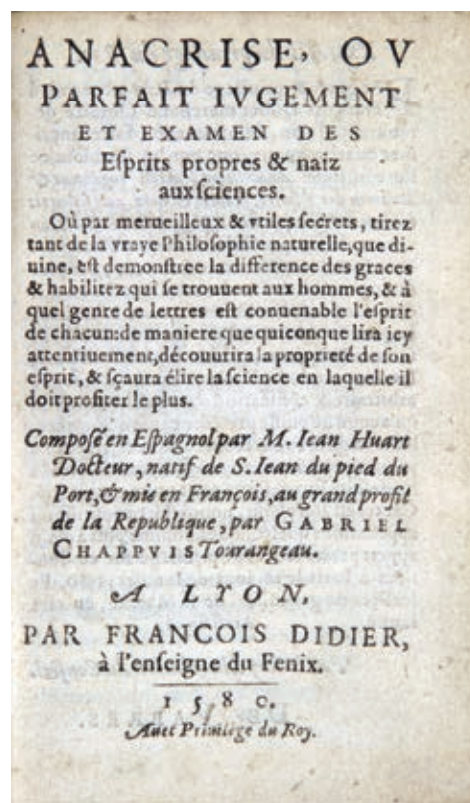 ANACRISE, OV
PARFAIT IVGEMENT
ET EXAMEN DES
Eſprits propres & naiz
aux ſciences.
Où par merueilleux & vtiles ſecrets, tirez
tant de la vraye Philoſophie naturelle, que di-
uine, eſt demonſtree la difference des graces
& habilitez qui ſe trouuent aux hommes, & à
quel genre de lettres eſt conuenable l'eſprit
de chacun: de maniere que quiconque lira icy
attentiuement, découurira la proprieté de ſon
eſprit, & ſçaura élire la ſcience en laquelle il
doit profiter le plus.
Compoſé en Eſpagnol par M. Iean Huart
Docteur, natif de S. Iean du pied du
Port, & mis en François, au grand profit
de la Republique, par GABRIEL
CHAPPVIS Tourangeau.
A LYON,
PAR FRANCOIS DIDIER,
à l'enſeigne du Fenix.
1580.
Auec Priuilege du Roy.